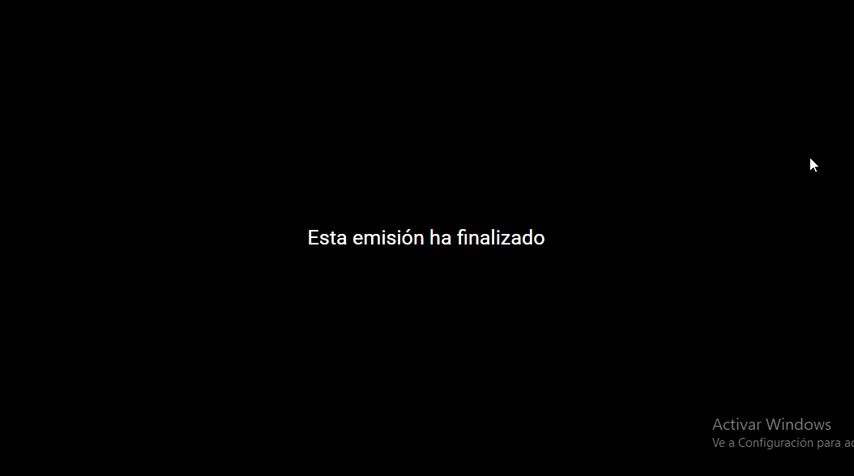 Esta emisión ha finalizado
Activar Windows
Ve a Configuración para